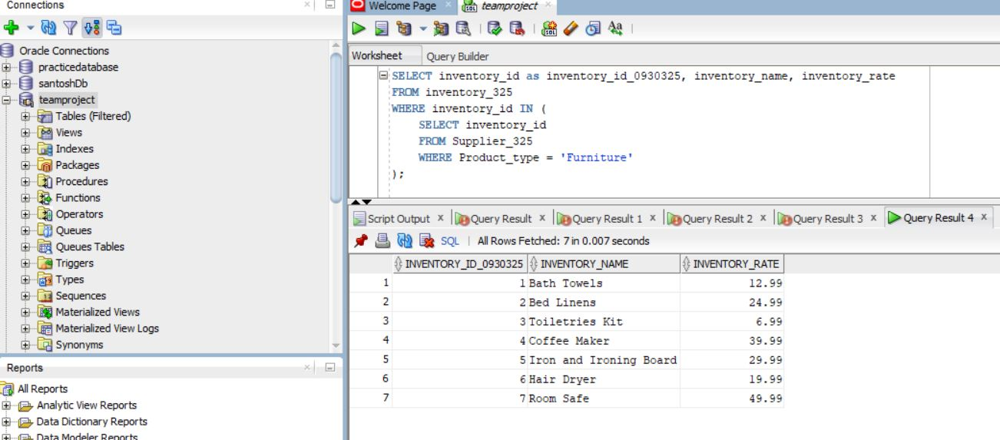 Connections
Oracle Connections
practicedatabase
santoshDb
teamproject
Tables (Filtered)
Views
Indexes
Packages
Procedures
Functions
Operators
Queues
Queues Tables
Triggers
Types
Sequences
Materialized Views
Materialized View Logs
Synonyms
Reports
All Reports
Analytic View Reports
Data Dictionary Reports
Data Modeler Reports
Welcome Page teamproject
Worksheet Query Builder
SELECT inventory_id as inventory_id_0930325, inventory_name, inventory_rate
FROM inventory_325
WHERE inventory_id IN (
SELECT inventory_id
FROM Supplier_325
WHERE Product_type = 'Furniture'
);
Script Output Query Result Query Result 1 Query Result 2 Query Result 3 Query Result 4
SQL All Rows Fetched: 7 in 0.007 seconds
INVENTORY_ID_0930325 INVENTORY_NAME INVENTORY_RATE
1 1 Bath Towels 12.99
2 2 Bed Linens 24.99
3 3 Toiletries Kit 6.99
4 4 Coffee Maker 39.99
5 5 Iron and Ironing Board 29.99
6 6 Hair Dryer 19.99
7 7 Room Safe 49.99